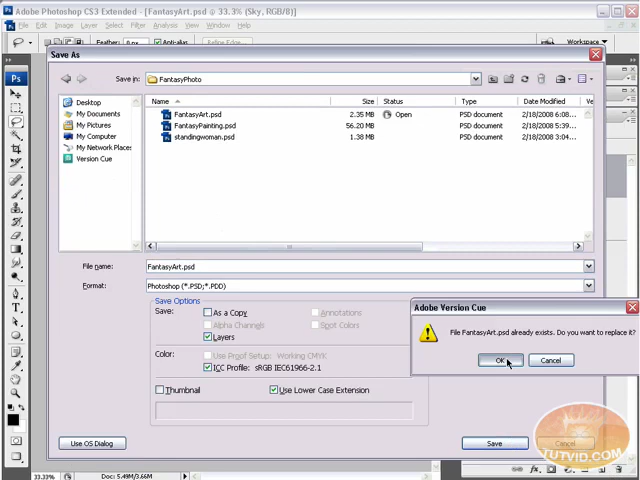 Adobe Photoshop CS3 Extended - [FantasyArt.psd @ 33.3% (Sky, RGB/8)]
File Edit Image Layer Select Filter Analysis View Window Help
Feather: 0 px Anti-alias Refine Edge... Workspace
Save As
Save in: FantasyPhoto
Desktop
My Documents
My Pictures
My Computer
My Network Places
Version Cue
Name Size Status Type Date Modified Ve
FantasyArt.psd 2.35 MB Open PSD document 2/18/2008 6:08...
FantasyPainting.psd 56.20 MB PSD document 2/18/2008 5:39...
standingwoman.psd 1.38 MB PSD document 2/18/2008 3:04...
File name: FantasyArt.psd
Format: Photoshop (*.PSD;*.PDD)
Save Options
Save: As a Copy Annotations
Alpha Channels Spot Colors
Layers
Color: Use Proof Setup: Working CMYK
ICC Profile: sRGB IEC61966-2.1
Thumbnail Use Lower Case Extension
Adobe Version Cue
File FantasyArt.psd already exists. Do you want to replace it?
OK Cancel
Use OS Dialog Save Cancel
TUTVID.COM
33.33% Doc: 5.49M/3.66M
Ps